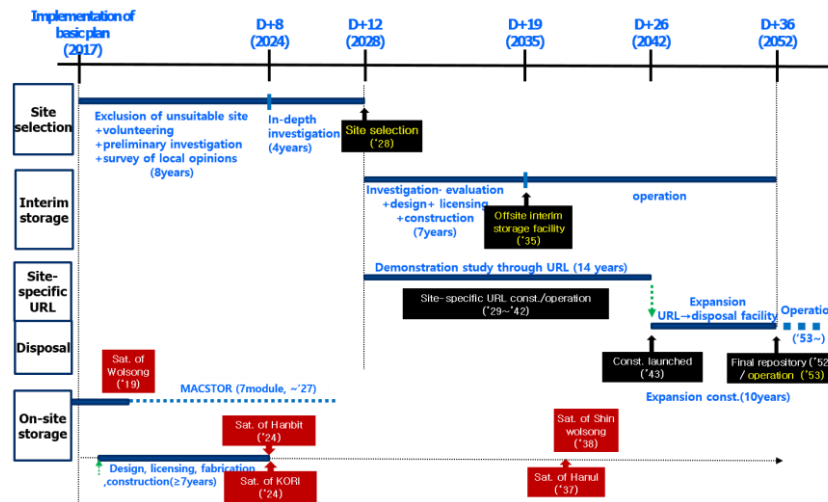 Implementation of
basic plan
(2017)
D+8
(2024)
D+12
(2028)
D+19
(2035)
D+26
(2042)
D+36
(2052)
Site
selection
Exclusion of unsuitable site
+volunteering
+preliminary investigation
+survey of local opinions
(8years)
In-depth
investigation
(4years)
Site selection
('28)
Interim
storage
Investigation· evaluation
+design+ licensing
+construction
(7years)
operation
Offsite interim
storage facility
('35)
Site-
specific
URL
Demonstration study through URL (14 years)
Site-specific URL const./operation
('29~'42)
Expansion
URL→disposal facility
Operatio
('53~)
Disposal
Const. launched
('43)
Final repository ('52
/ operation ('53)
Expansion const.(10years)
Sat. of
Wolsong
('19)
MACSTOR (7module, ~'27)
On-site
storage
Sat. of Hanbit
('24)
Sat. of Shin
wolsong
('38)
Design, licensing, fabrication
,construction(≥7years)
Sat. of KORI
('24)
Sat. of Hanul
('37)